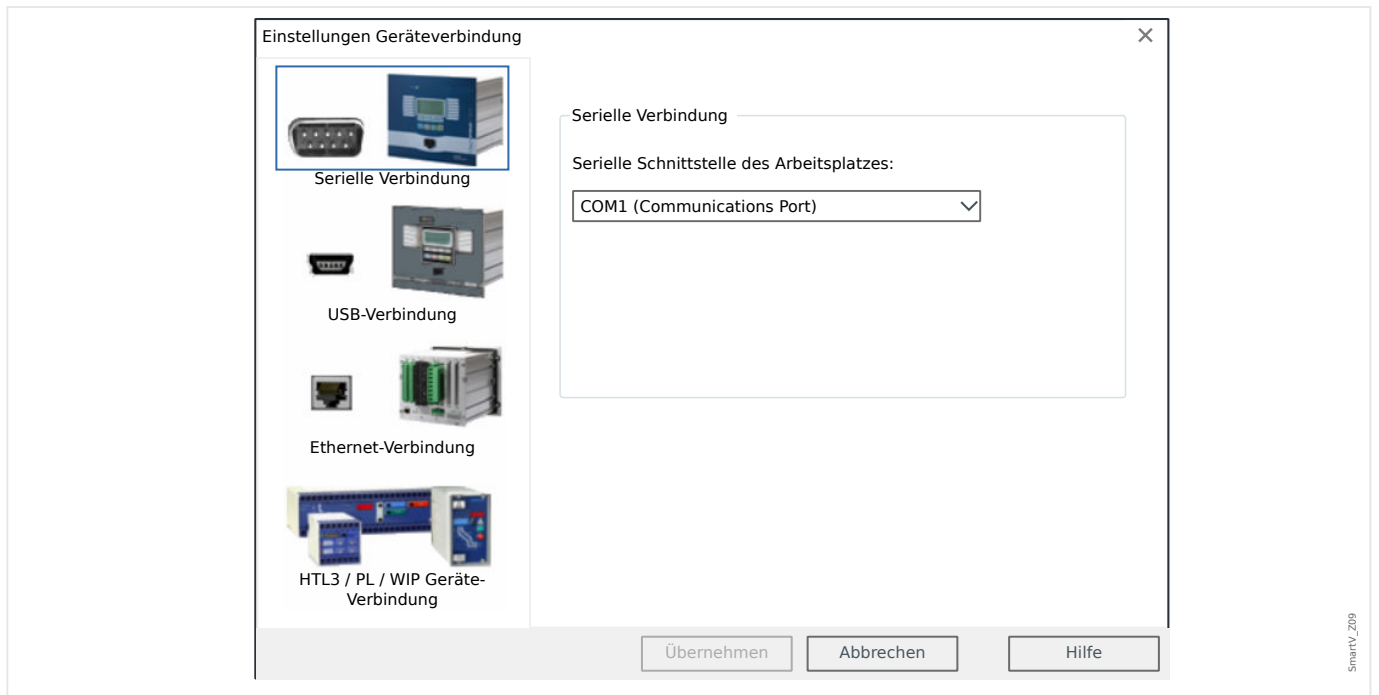 Einstellungen Geräteverbindung
Serielle Verbindung
USB-Verbindung
Ethernet-Verbindung
HTL3 / PL / WIP Geräte-
Verbindung
Serielle Verbindung
Serielle Schnittstelle des Arbeitsplatzes:
COM1 (Communications Port)
Übernehmen
Abbrechen
Hilfe
SmartV_Z09